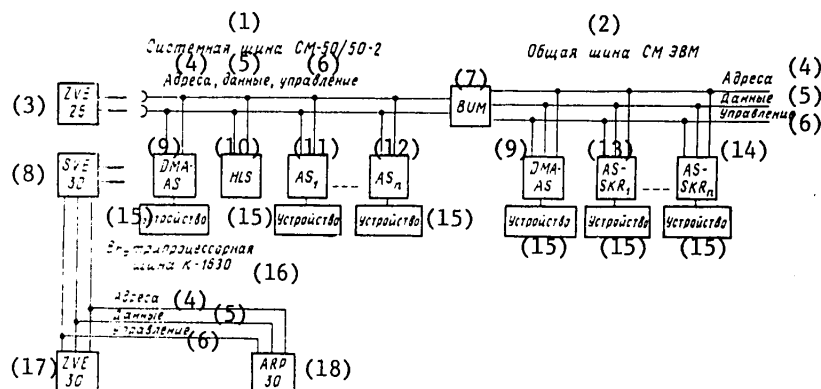 (1)
(2)
Системная шина СМ-50/50-2
Общая шина СМ ЭВМ
(4) (5) (6)
Адреса, данные, управление
(7)
Адреса (4)
(3) ZVE 25
BUM
Данные (5)
Управление (6)
(9) (10) (11) (12)
(9) (13) (14)
(8) SVE 30
DMA-AS
HLS
AS₁
ASn
DMA-AS
AS-SKR₁
AS-SKRn
(15) Устройство
(15) Устройство
Устройство (15)
Устройство
Устройство
Устройство
(15) (15) (15)
Внутрипроцессорная
шина К-1630 (16)
Адреса (4)
Данные (5)
Управление (6)
(17) ZVE 30
ARP 30 (18)